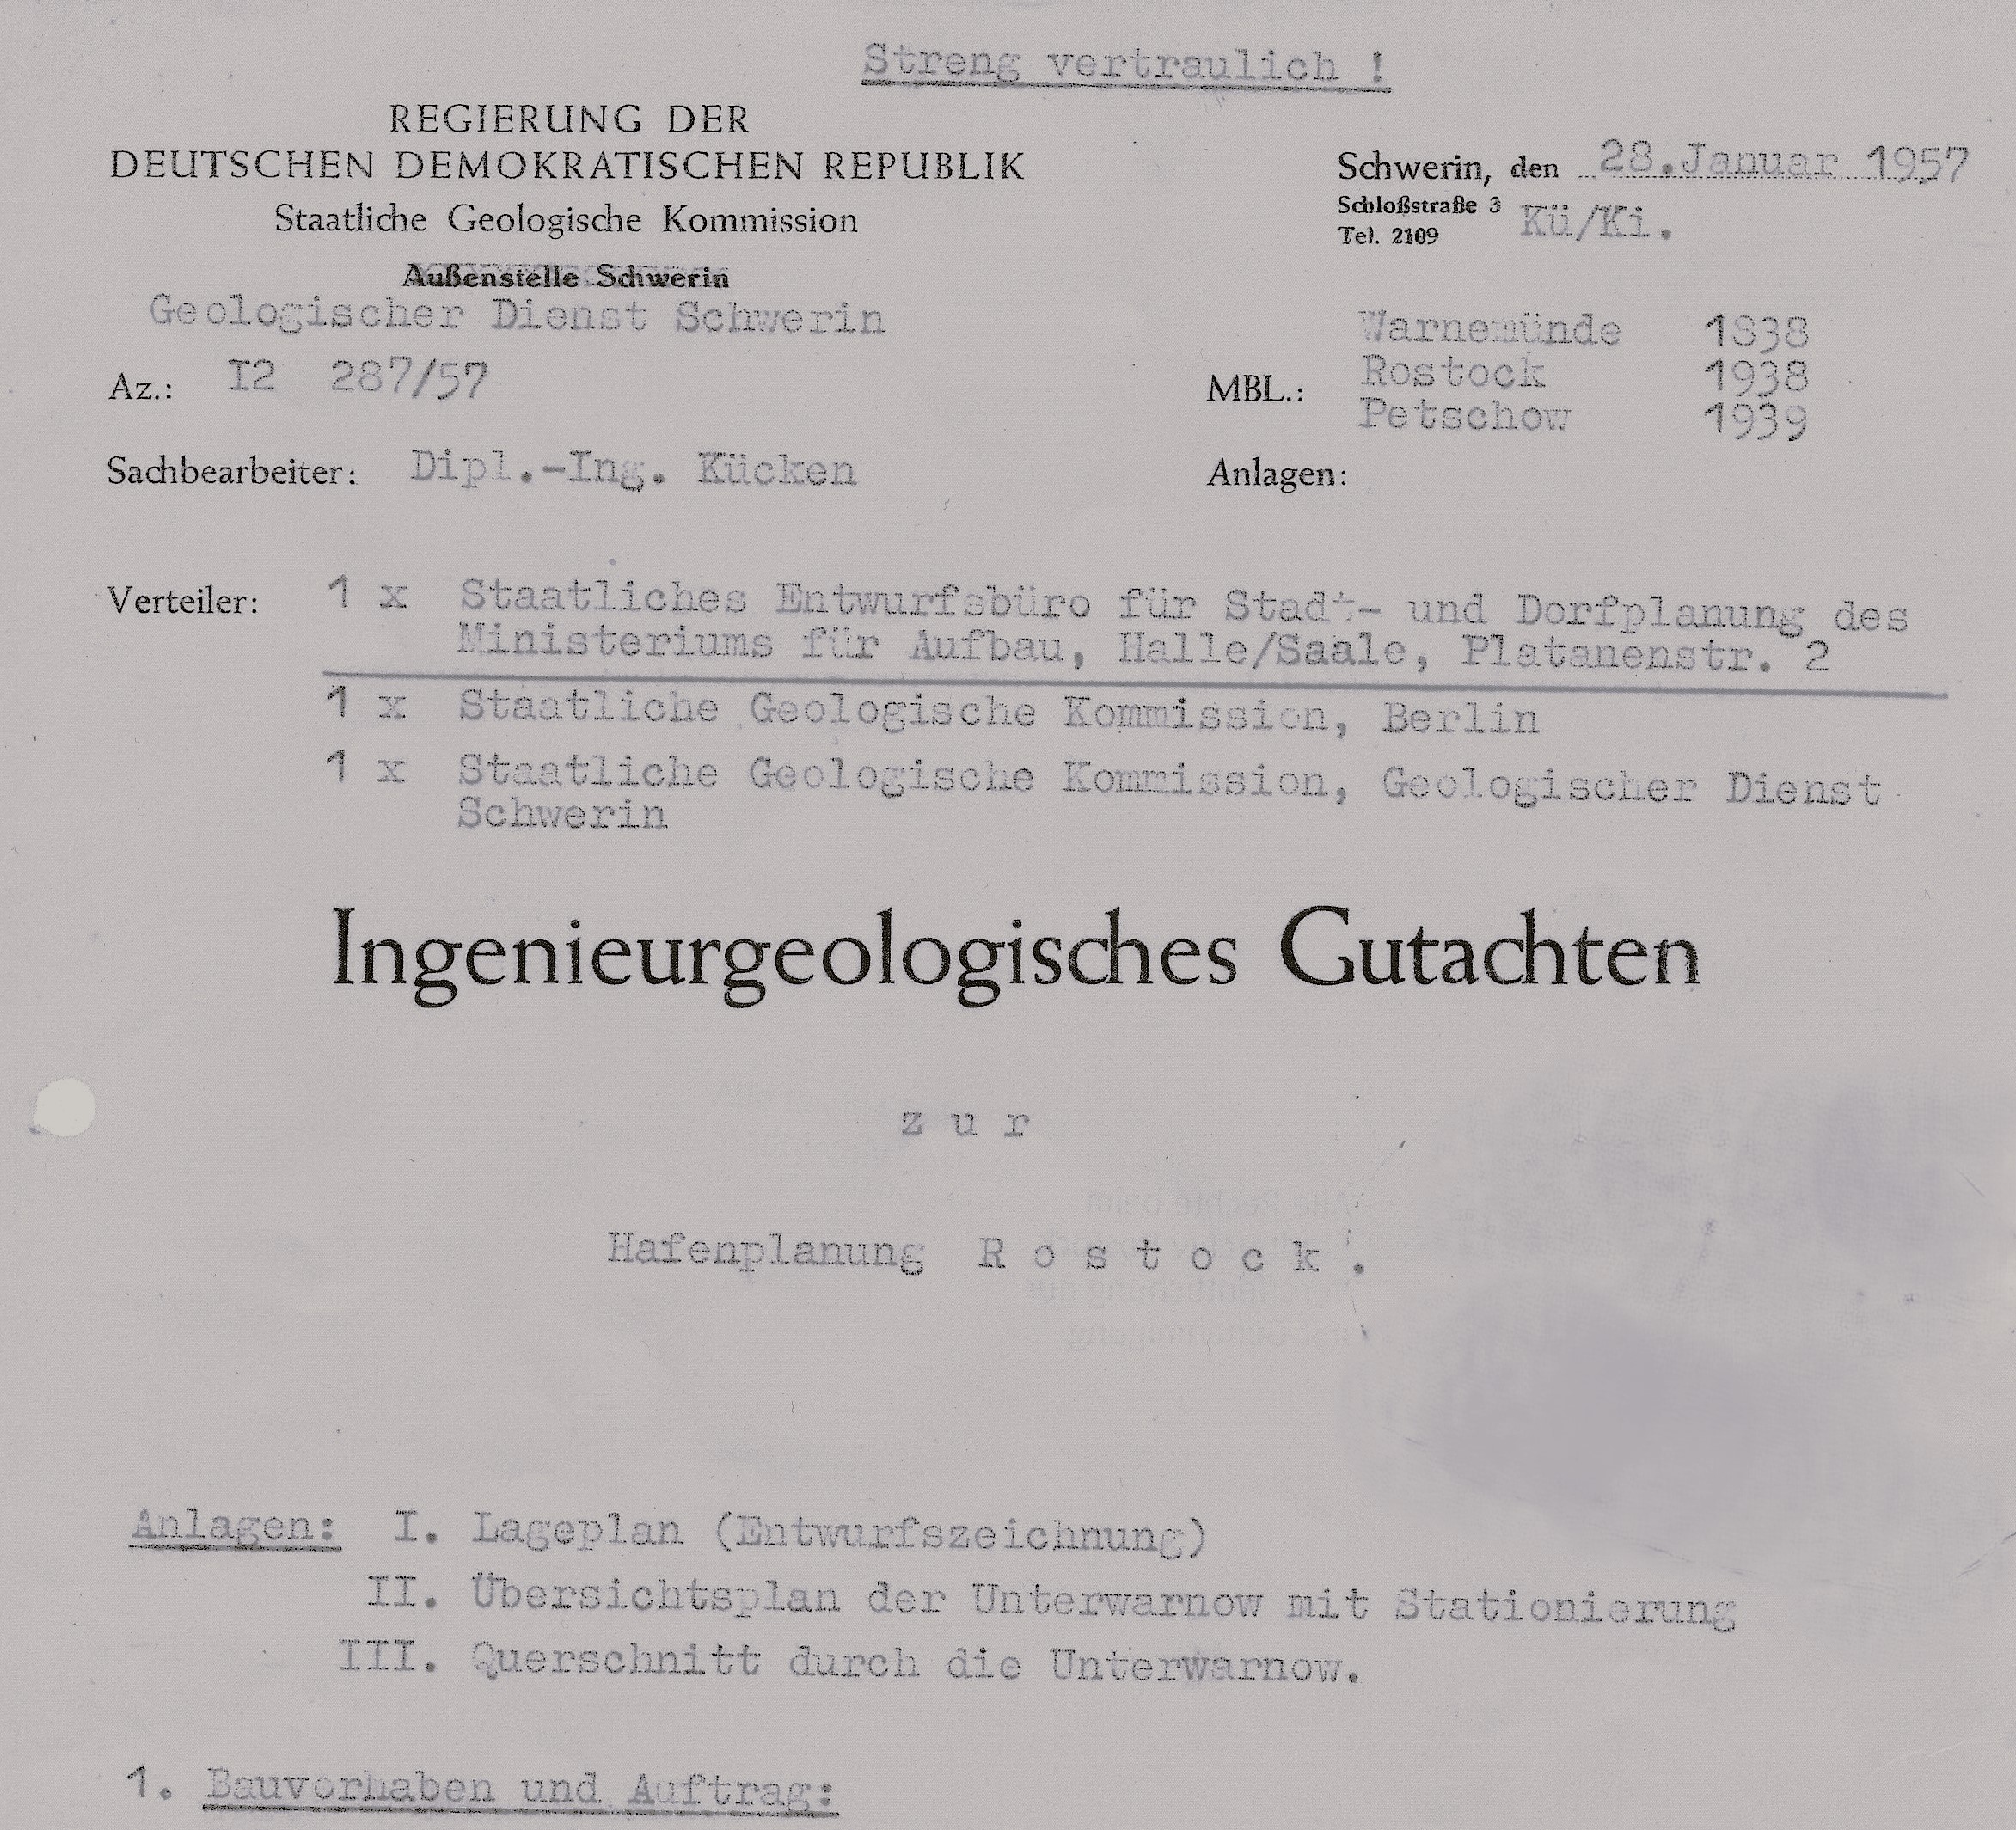 Streng vertraulich !
REGIERUNG DER
DEUTSCHEN DEMOKRATISCHEN REPUBLIK
Staatliche Geologische Kommission
Außenstelle Schwerin
Geologischer Dienst Schwerin
Az.: I2 287/57
Sachbearbeiter: Dipl.-Ing. Kücken
Schwerin, den 28.Januar 1957
Schloßstraße 3
Tel. 2109
Kü/Ki.
Warnemünde 1838
MBL.: Rostock 1938
Petschow 1939
Anlagen:
Verteiler: 1 x Staatliches Entwurfsbüro für Stadt- und Dorfplanung des
Ministeriums für Aufbau, Halle/Saale, Platanenstr. 2
1 x Staatliche Geologische Kommission, Berlin
1 x Staatliche Geologische Kommission, Geologischer Dienst
Schwerin
Ingenieurgeologisches Gutachten
z u r
Hafenplanung R o s t o c k .
Anlagen: I. Lageplan (Entwurfszeichnung)
II. Übersichtsplan der Unterwarnow mit Stationierung
III. Querschnitt durch die Unterwarnow.
1. Bauvorhaben und Auftrag: